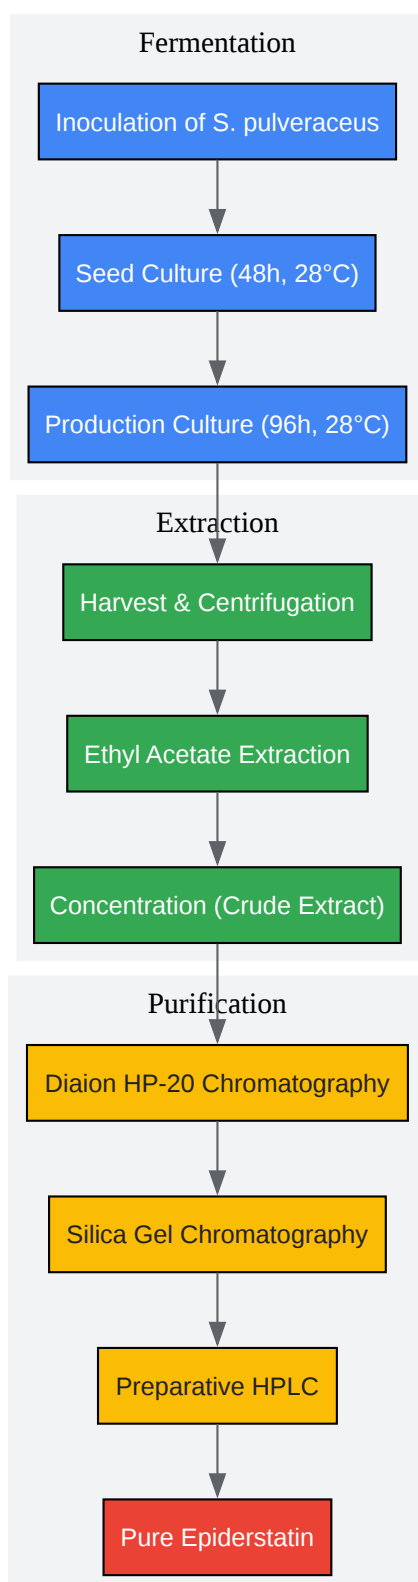 Fermentation
Inoculation of S. pulveraceus
Seed Culture (48h, 28°C)
Production Culture (96h, 28°C)
Extraction
Harvest & Centrifugation
Ethyl Acetate Extraction
Concentration (Crude Extract)
Purification
Diaion HP-20 Chromatography
Silica Gel Chromatography
Preparative HPLC
Pure Epiderstatin